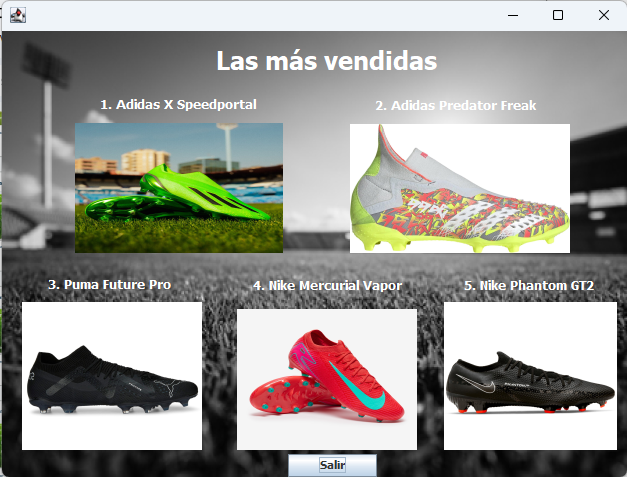 Las más vendidas
1. Adidas X Speedportal
2. Adidas Predator Freak
3. Puma Future Pro
4. Nike Mercurial Vapor
5. Nike Phantom GT2
Salir